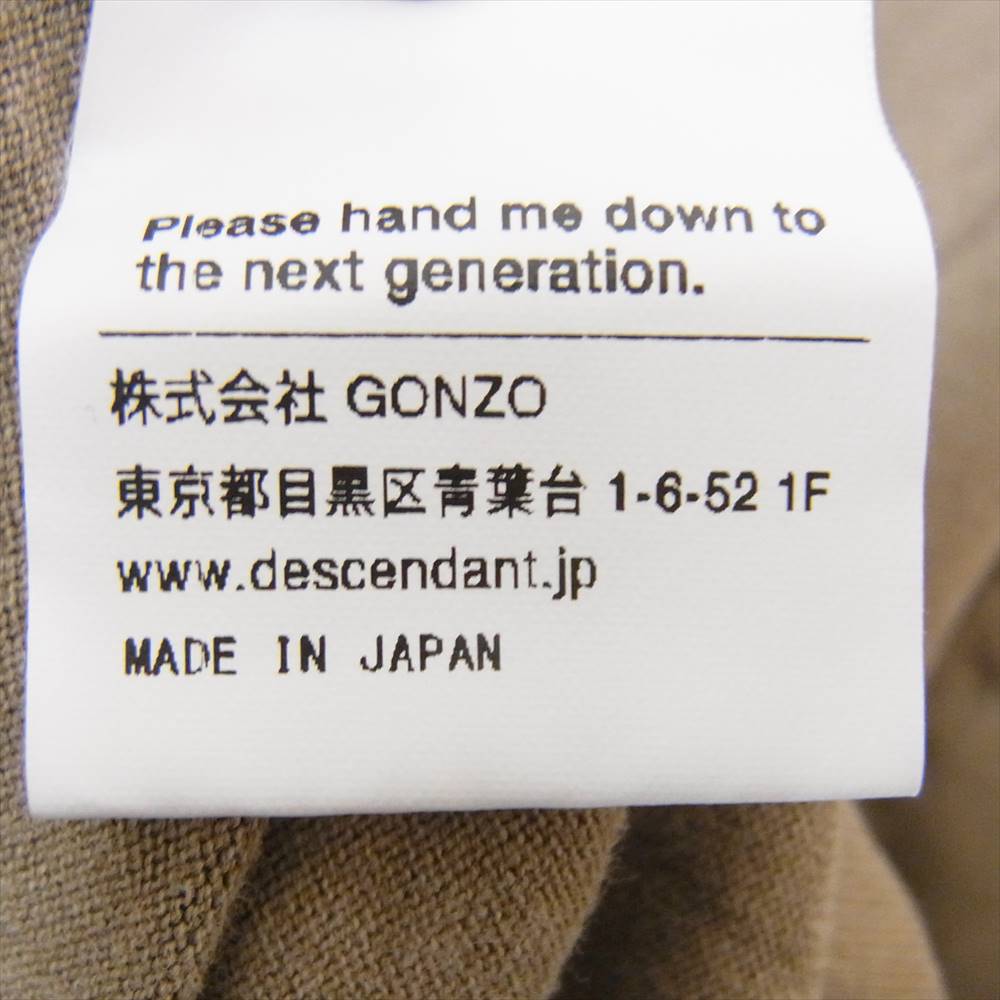 Please hand me down to
the next generation.
株式会社 GONZO
東京都目黒区青葉台 1-6-52 1F
www.descendant.jp
MADE IN JAPAN